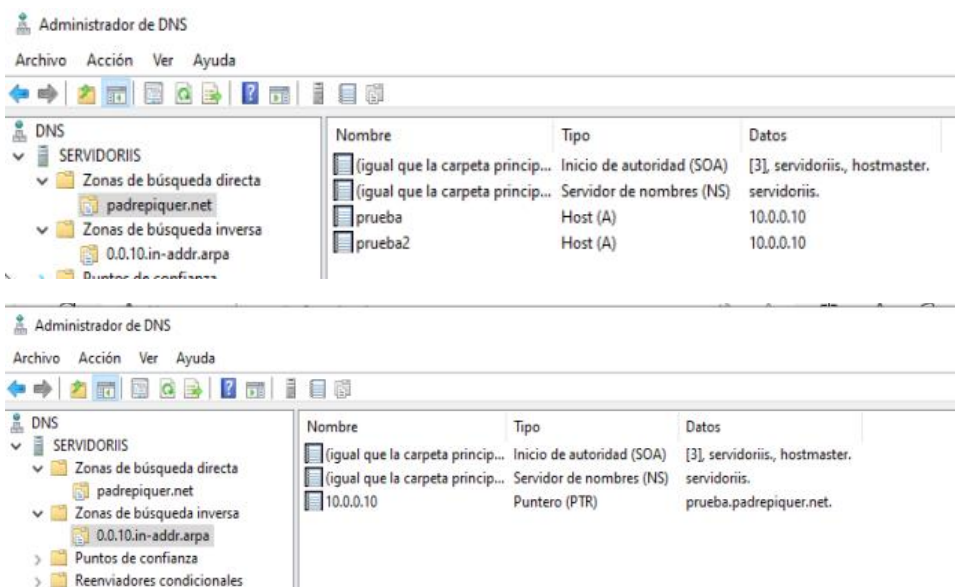 Administrador de DNS
Archivo Acción Ver Ayuda
DNS
SERVIDORIIS
Zonas de búsqueda directa
padrepiquer.net
Zonas de búsqueda inversa
0.0.10.in-addr.arpa
Puntos de confianza
Nombre Tipo Datos
(igual que la carpeta princip... Inicio de autoridad (SOA) [3], servidoriis., hostmaster.
(igual que la carpeta princip... Servidor de nombres (NS) servidoriis.
prueba Host (A) 10.0.0.10
prueba2 Host (A) 10.0.0.10
Administrador de DNS
Archivo Acción Ver Ayuda
DNS
SERVIDORIIS
Zonas de búsqueda directa
padrepiquer.net
Zonas de búsqueda inversa
0.0.10.in-addr.arpa
Puntos de confianza
Reenviadores condicionales
Nombre Tipo Datos
(igual que la carpeta princip... Inicio de autoridad (SOA) [3], servidoriis., hostmaster.
(igual que la carpeta princip... Servidor de nombres (NS) servidoriis.
10.0.0.10 Puntero (PTR) prueba.padrepiquer.net.